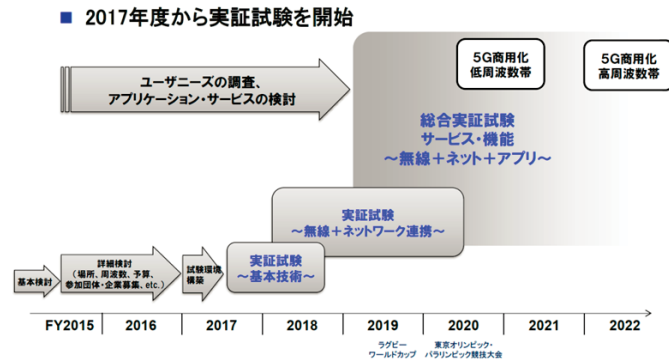 ■ 2017年度から実証試験を開始
5G商用化
低周波数帯
5G商用化
高周波数帯
ユーザニーズの調査、
アプリケーション・サービスの検討
総合実証試験
サービス・機能
~無線+ネット+アプリ~
実証試験
~無線+ネットワーク連携~
基本検討
詳細検討
(場所、周波数、予算、
参加団体・企業募集、etc.)
試験環境
構築
実証試験
~基本技術~
FY2015
2016
2017
2018
2019
2020
2021
2022
ラグビー
ワールドカップ
東京オリンピック・
パラリンピック競技大会